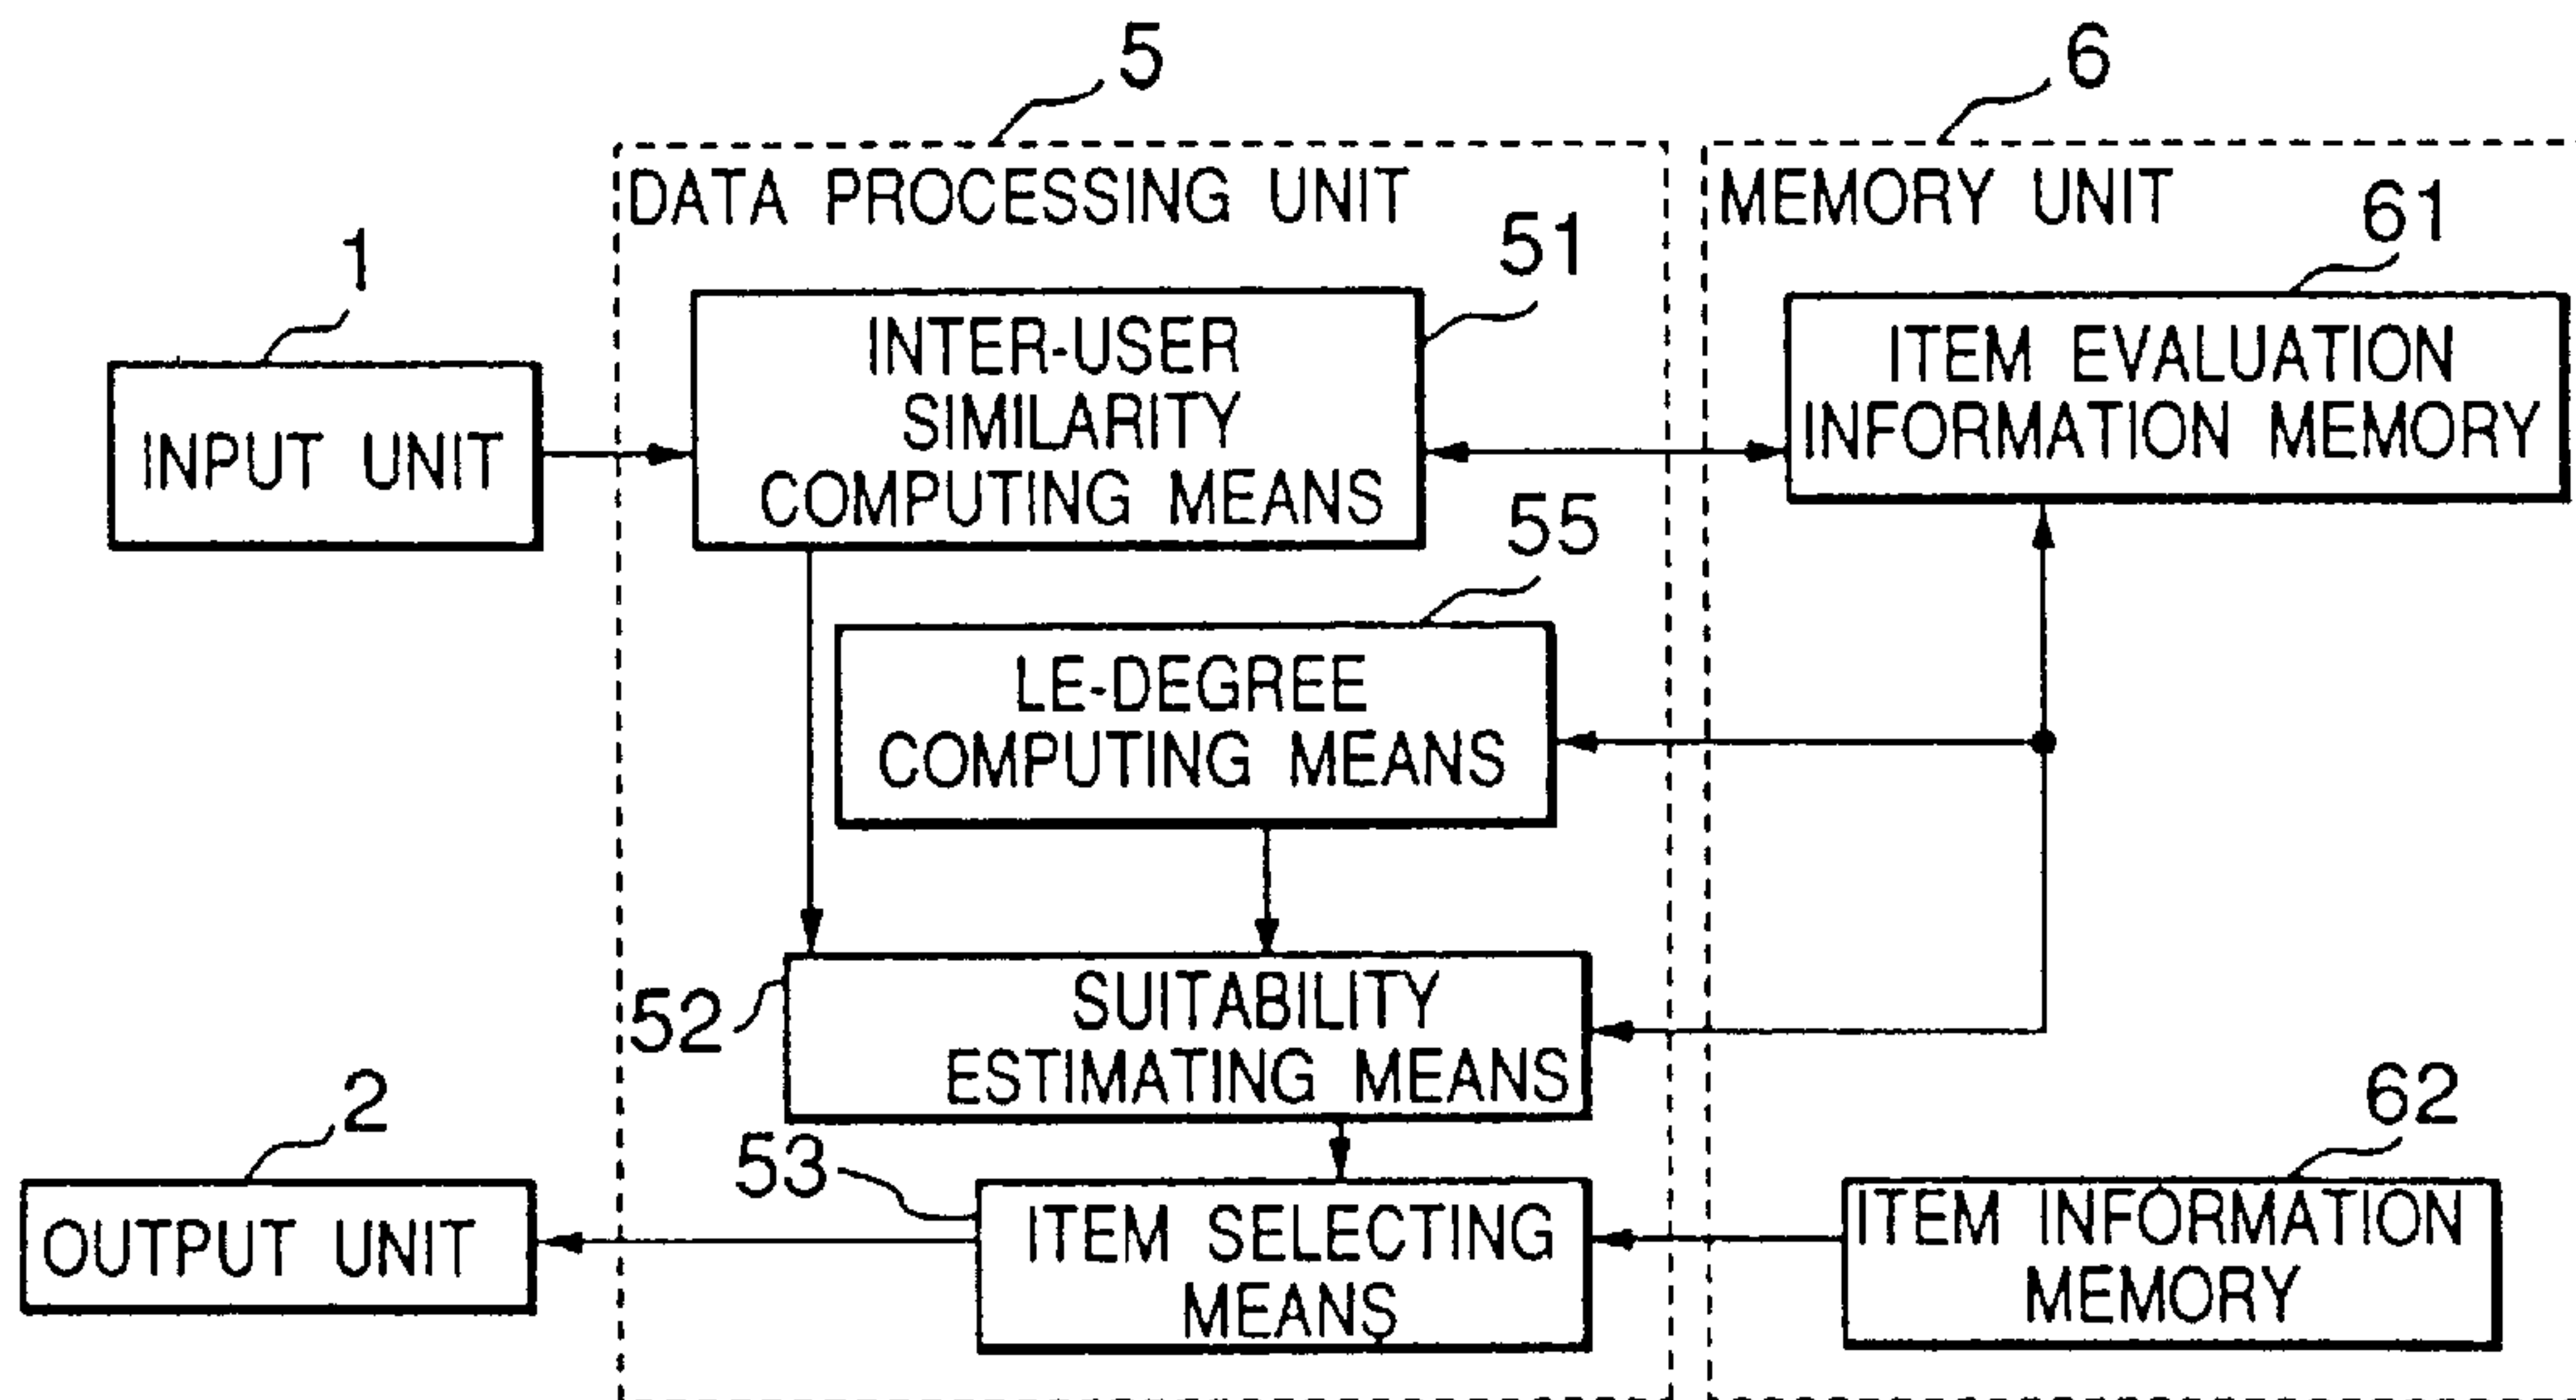 5
6
DATA PROCESSING UNIT
MEMORY UNIT
1
51
61
INPUT UNIT
INTER-USER
SIMILARITY
COMPUTING MEANS
ITEM EVALUATION
INFORMATION MEMORY
55
LE-DEGREE
COMPUTING MEANS
52
SUITABILITY
ESTIMATING MEANS
2
53
62
OUTPUT UNIT
ITEM SELECTING
MEANS
ITEM INFORMATION
MEMORY